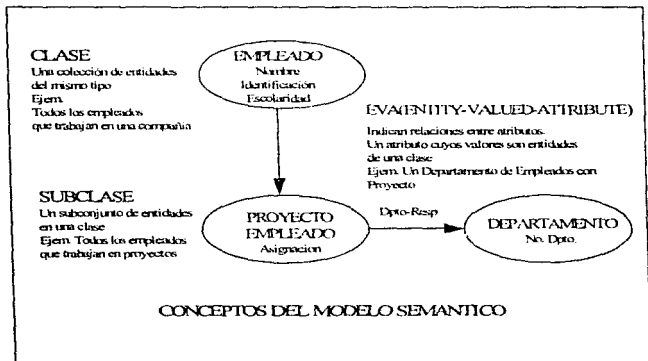 CLASE
Una colección de entidades
del mismo tipo
Ejem.
Todos los empleados
que trabajan en una compañia
EMPLEADO
Nombre
Identificación
Escolaridad
EVA(ENTITY-VALUED-ATTRIBUTE)
Indican relaciones entre atributos.
Un atributo cuyos valores son entidades
de una clase
Ejem. Un Departamento de Empleados con
Proyecto
SUBCLASE
Un subconjunto de entidades
en una clase
Ejem. Todos los empleados
que trabajan en proyectos
PROYECTO
EMPLEADO
Asignacion
Dpto-Resp
DEPARTAMENTO
No. Dpto.
CONCEPTOS DEL MODELO SEMANTICO